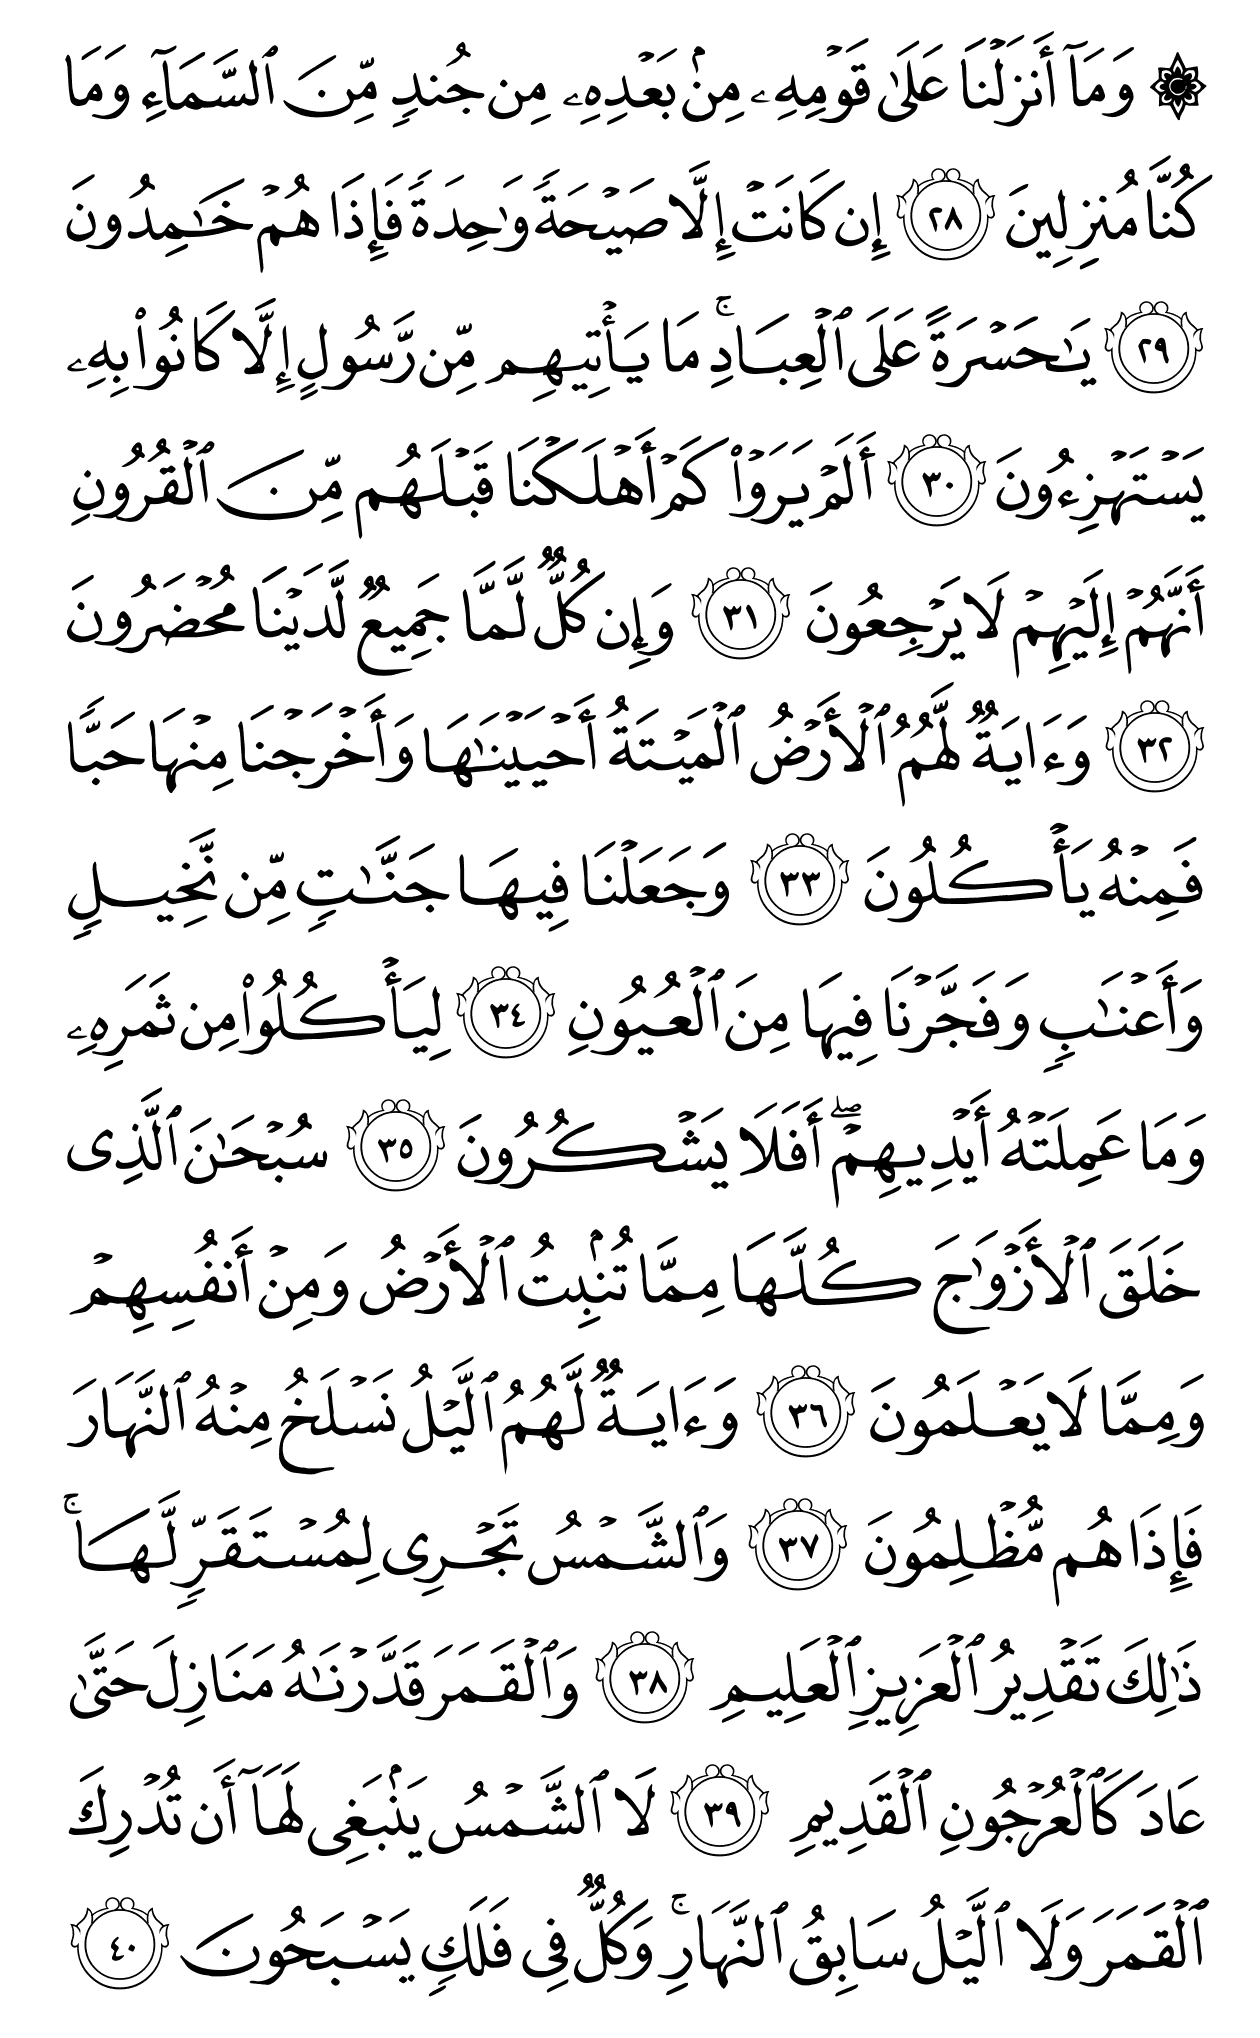 ۞ وَمَآ أَنزَلۡنَا عَلَىٰ قَوۡمِهِۦ مِنۢ بَعۡدِهِۦ مِن جُندٖ مِّنَ ٱلسَّمَآءِ وَمَا
كُنَّا مُنزِلِينَ ٢٨ إِن كَانَتۡ إِلَّا صَيۡحَةٗ وَٰحِدَةٗ فَإِذَا هُمۡ خَٰمِدُونَ
٢٩ يَٰحَسۡرَةً عَلَى ٱلۡعِبَادِۚ مَا يَأۡتِيهِم مِّن رَّسُولٍ إِلَّا كَانُواْ بِهِۦ
يَسۡتَهۡزِءُونَ ٣٠ أَلَمۡ يَرَوۡاْ كَمۡ أَهۡلَكۡنَا قَبۡلَهُم مِّنَ ٱلۡقُرُونِ
أَنَّهُمۡ إِلَيۡهِمۡ لَا يَرۡجِعُونَ ٣١ وَإِن كُلّٞ لَّمَّا جَمِيعٞ لَّدَيۡنَا مُحۡضَرُونَ
٣٢ وَءَايَةٞ لَّهُمُ ٱلۡأَرۡضُ ٱلۡمَيۡتَةُ أَحۡيَيۡنَٰهَا وَأَخۡرَجۡنَا مِنۡهَا حَبّٗا
فَمِنۡهُ يَأۡكُلُونَ ٣٣ وَجَعَلۡنَا فِيهَا جَنَّٰتٖ مِّن نَّخِيلٖ
وَأَعۡنَٰبٖ وَفَجَّرۡنَا فِيهَا مِنَ ٱلۡعُيُونِ ٣٤ لِيَأۡكُلُواْ مِن ثَمَرِهِۦ
وَمَا عَمِلَتۡهُ أَيۡدِيهِمۡۚ أَفَلَا يَشۡكُرُونَ ٣٥ سُبۡحَٰنَ ٱلَّذِي
خَلَقَ ٱلۡأَزۡوَٰجَ كُلَّهَا مِمَّا تُنۢبِتُ ٱلۡأَرۡضُ وَمِنۡ أَنفُسِهِمۡ
وَمِمَّا لَا يَعۡلَمُونَ ٣٦ وَءَايَةٞ لَّهُمُ ٱلَّيۡلُ نَسۡلَخُ مِنۡهُ ٱلنَّهَارَ
فَإِذَا هُم مُّظۡلِمُونَ ٣٧ وَٱلشَّمۡسُ تَجۡرِي لِمُسۡتَقَرّٖ لَّهَاۚ
ذَٰلِكَ تَقۡدِيرُ ٱلۡعَزِيزِ ٱلۡعَلِيمِ ٣٨ وَٱلۡقَمَرَ قَدَّرۡنَٰهُ مَنَازِلَ حَتَّىٰ
عَادَ كَٱلۡعُرۡجُونِ ٱلۡقَدِيمِ ٣٩ لَا ٱلشَّمۡسُ يَنۢبَغِي لَهَآ أَن تُدۡرِكَ
ٱلۡقَمَرَ وَلَا ٱلَّيۡلُ سَابِقُ ٱلنَّهَارِۚ وَكُلّٞ فِي فَلَكٖ يَسۡبَحُونَ ٤٠